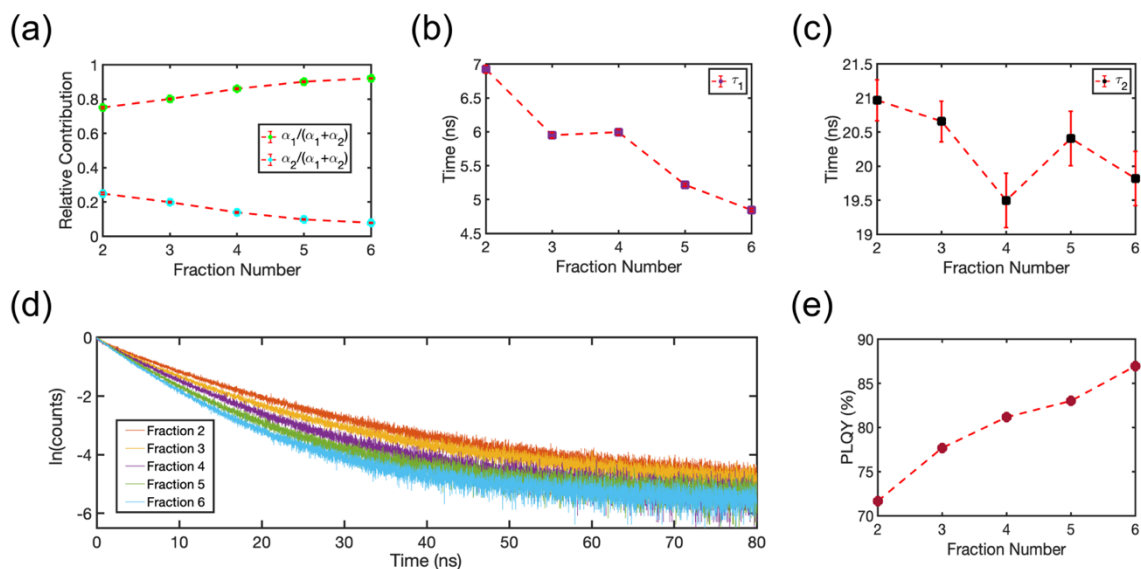 (a)
Relative Contribution
1
0.8
0.6
0.4
0.2
0
α₁/(α₁+α₂)
α₂/(α₁+α₂)
2 3 4 5 6
Fraction Number
(b)
Time (ns)
7
6.5
6
5.5
5
4.5
τ₁
2 3 4 5 6
Fraction Number
(c)
Time (ns)
21.5
21
20.5
20
19.5
19
τ₂
2 3 4 5 6
Fraction Number
(d)
ln(counts)
0
-2
-4
-6
Fraction 2
Fraction 3
Fraction 4
Fraction 5
Fraction 6
0 10 20 30 40 50 60 70 80
Time (ns)
(e)
PLQY (%)
90
85
80
75
70
2 3 4 5 6
Fraction Number